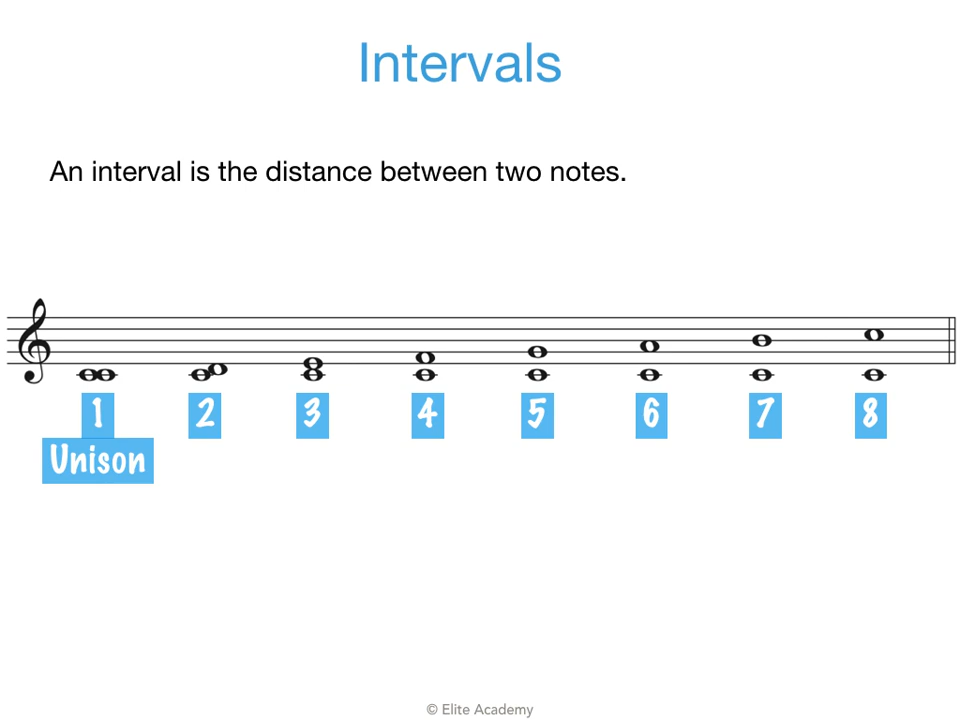 Intervals
An interval is the distance between two notes.
1 2 3 4 5 6 7 8
Unison
© Elite Academy